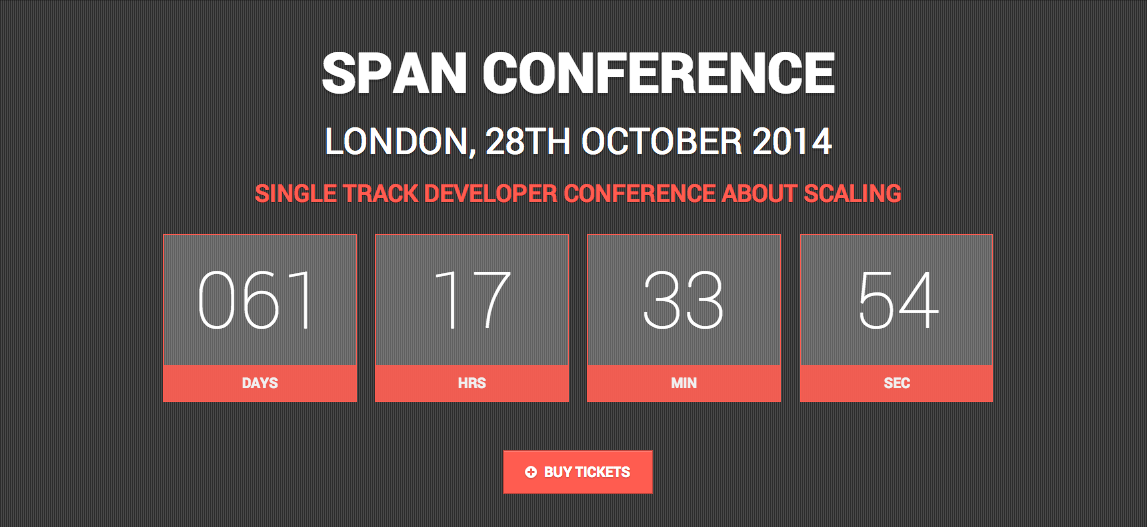 SPAN CONFERENCE
LONDON, 28TH OCTOBER 2014
SINGLE TRACK DEVELOPER CONFERENCE ABOUT SCALING
061 17 33 54
DAYS HRS MIN SEC
BUY TICKETS